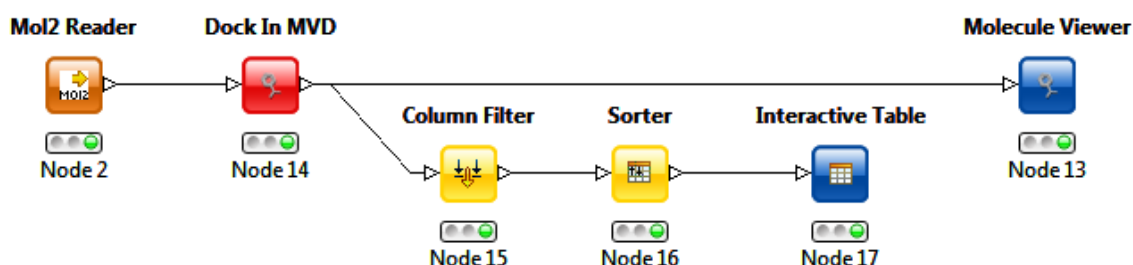 Mol2 Reader
Dock In MVD
Molecule Viewer
MOl2
Column Filter
Sorter
Interactive Table
Node 2
Node 14
Node 13
Node 15
Node 16
Node 17